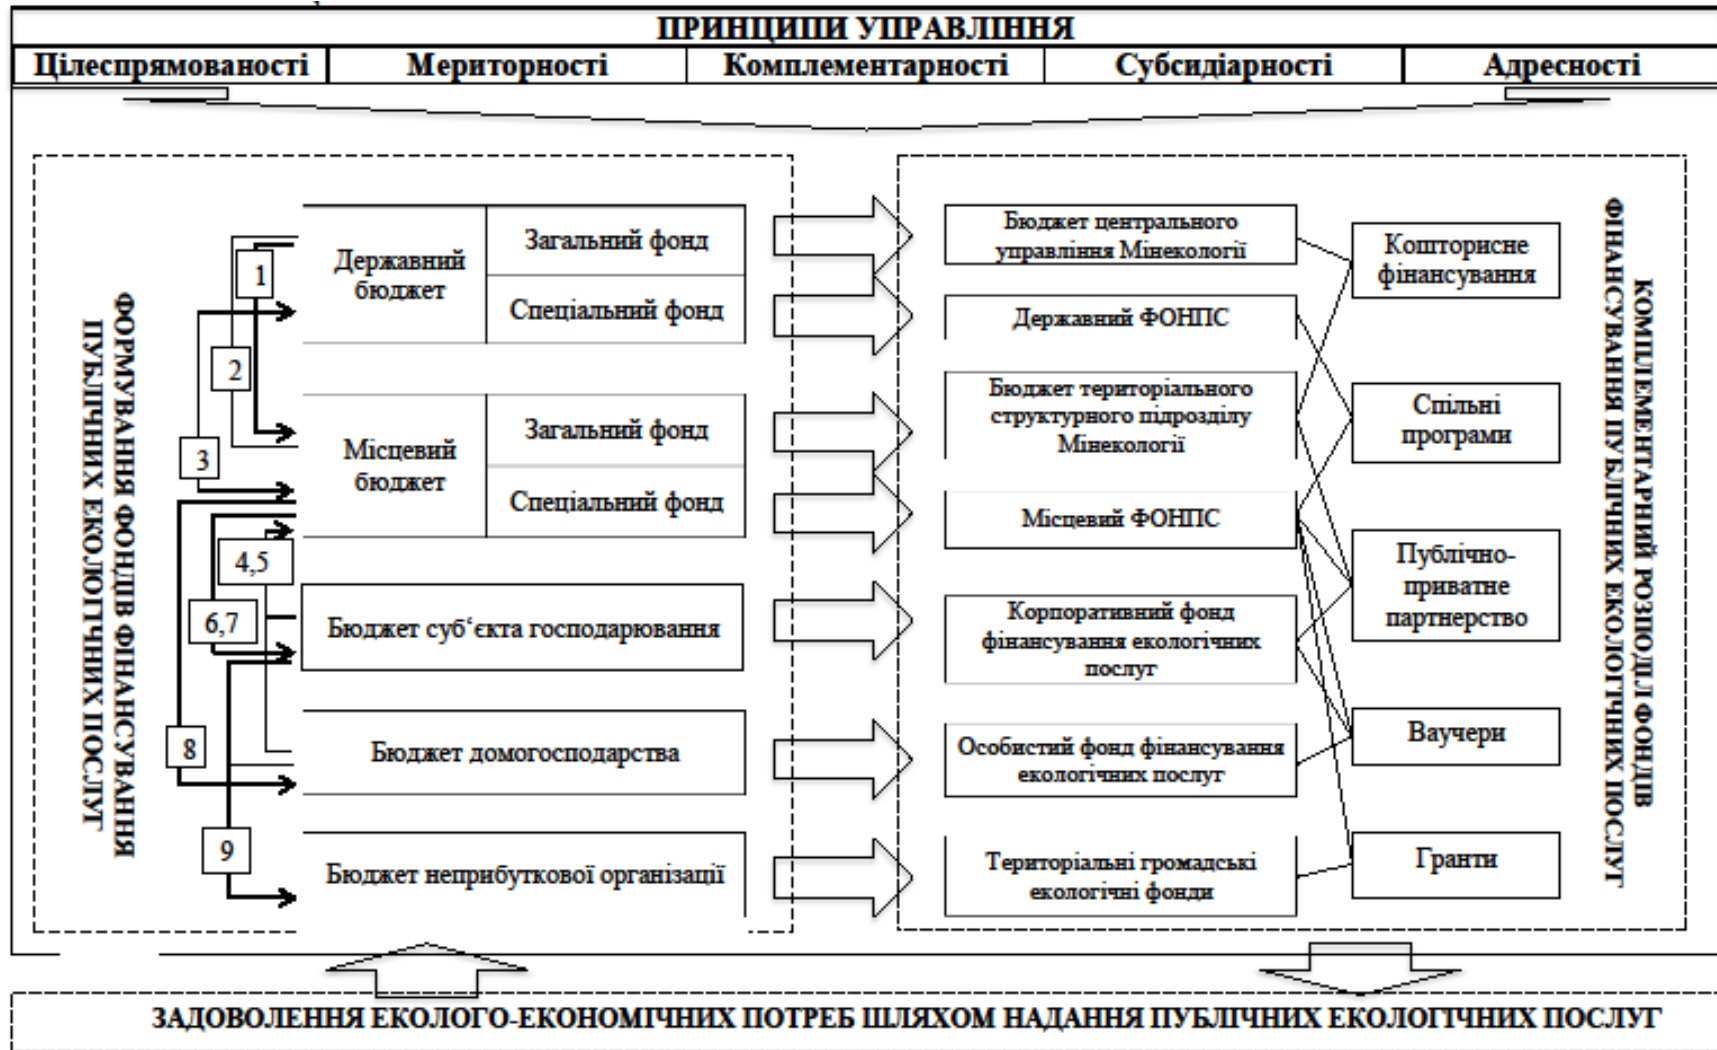 ПРИНЦИПИ УПРАВЛІННЯ
Цілеспрямованості
Мериторності
Комплементарності
Субсидіарності
Адресності
ФОРМУВАННЯ ФОНДІВ ФІНАНСУВАННЯ
ПУБЛІЧНИХ ЕКОЛОГІЧНИХ ПОСЛУГ
1
2
3
4,5
6,7
8
9
Державний
бюджет
Загальний фонд
Спеціальний фонд
Місцевий
бюджет
Загальний фонд
Спеціальний фонд
Бюджет суб‘єкта господарювання
Бюджет домогосподарства
Бюджет неприбуткової організації
Бюджет центрального
управління Мінекології
Державний ФОНПС
Бюджет територіального
структурного підрозділу
Мінекології
Місцевий ФОНПС
Корпоративний фонд
фінансування екологічних
послуг
Особистий фонд фінансування
екологічних послуг
Територіальні громадські
екологічні фонди
Кошторисне
фінансування
Спільні
програми
Публічно-
приватне
партнерство
Ваучери
Гранти
КОМПЛЕМЕНТАРНИЙ РОЗПОДІЛ ФОНДІВ
ФІНАНСУВАННЯ ПУБЛІЧНИХ ЕКОЛОГІЧНИХ ПОСЛУГ
ЗАДОВОЛЕННЯ ЕКОЛОГО-ЕКОНОМІЧНИХ ПОТРЕБ ШЛЯХОМ НАДАННЯ ПУБЛІЧНИХ ЕКОЛОГІЧНИХ ПОСЛУГ